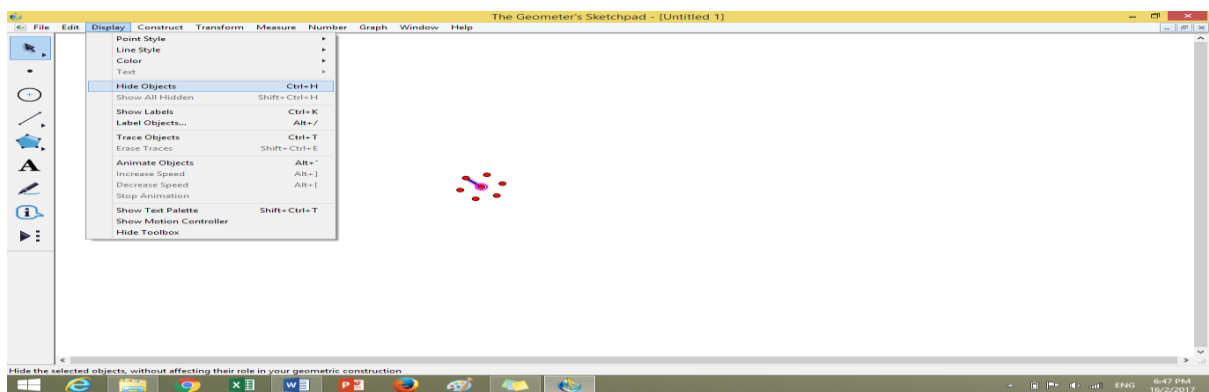 The Geometer's Sketchpad - [Untitled 1]
File Edit Display Construct Transform Measure Number Graph Window Help
Point Style
Line Style
Color
Text
Hide Objects Ctrl+H
Show All Hidden Shift+Ctrl+H
Show Labels Ctrl+K
Label Objects... Alt+/
Trace Objects Ctrl+T
Erase Traces Shift+Ctrl+E
Animate Objects Alt+`
Increase Speed Alt+]
Decrease Speed Alt+[
Stop Animation
Show Text Palette Shift+Ctrl+T
Show Motion Controller
Hide Toolbox
A
Hide the selected objects, without affecting their role in your geometric construction
ENG 6:47 PM
16/2/2017